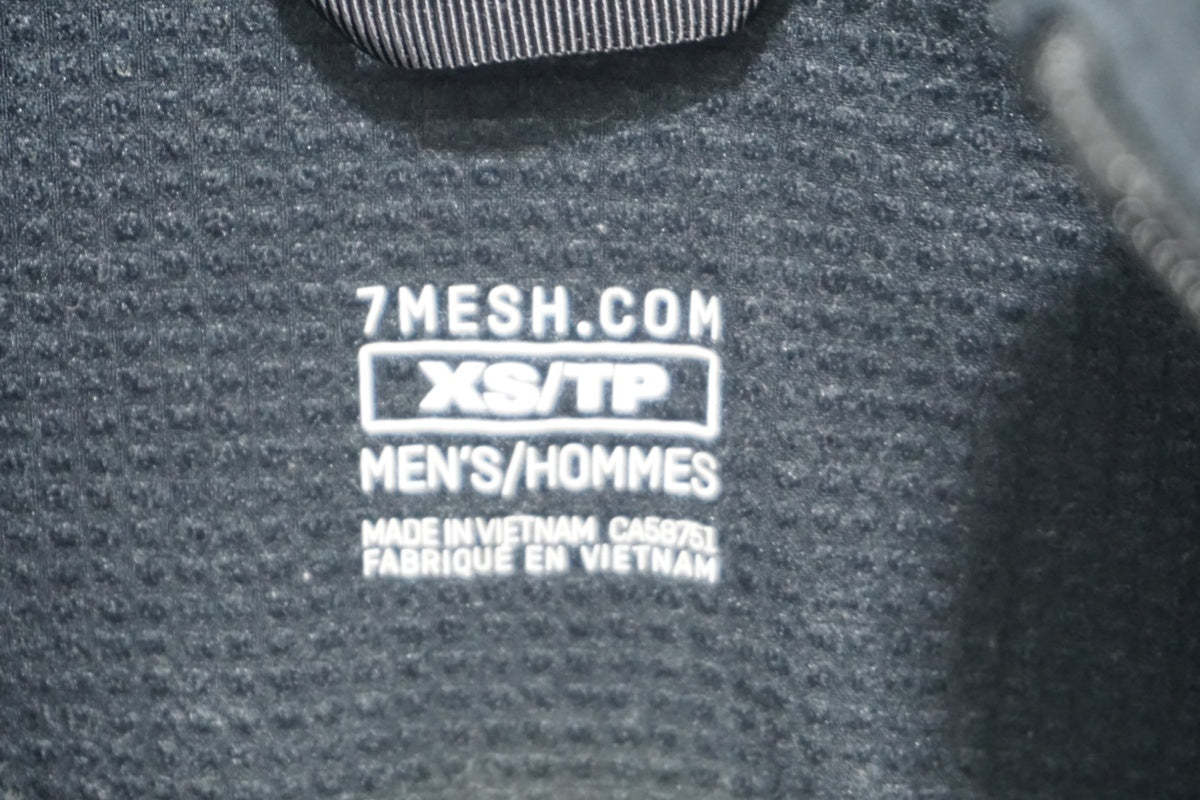 7MESH.COM
XS/TP
MEN'S/HOMMES
MADE IN VIETNAM CA58751
FABRIQUÉ EN VIETNAM